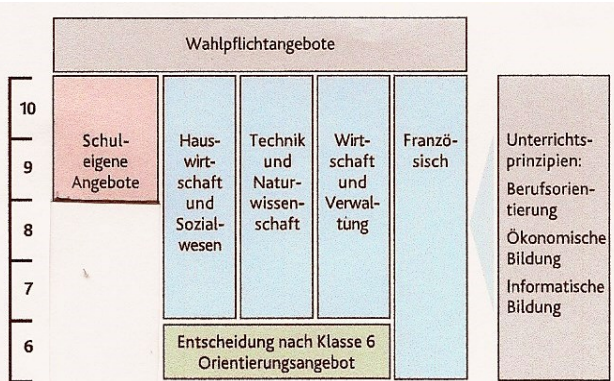 Wahlpflichtangebote
10
9
8
7
6
Schul-
eigene
Angebote
Haus-
wirt-
schaft
und
Sozial-
wesen
Technik
und
Natur-
wissen-
schaft
Wirt-
schaft
und
Verwal-
tung
Franzö-
sisch
Entscheidung nach Klasse 6
Orientierungsangebot
Unterrichts-
prinzipien:
Berufsorien-
tierung
Ökonomische
Bildung
Informatische
Bildung